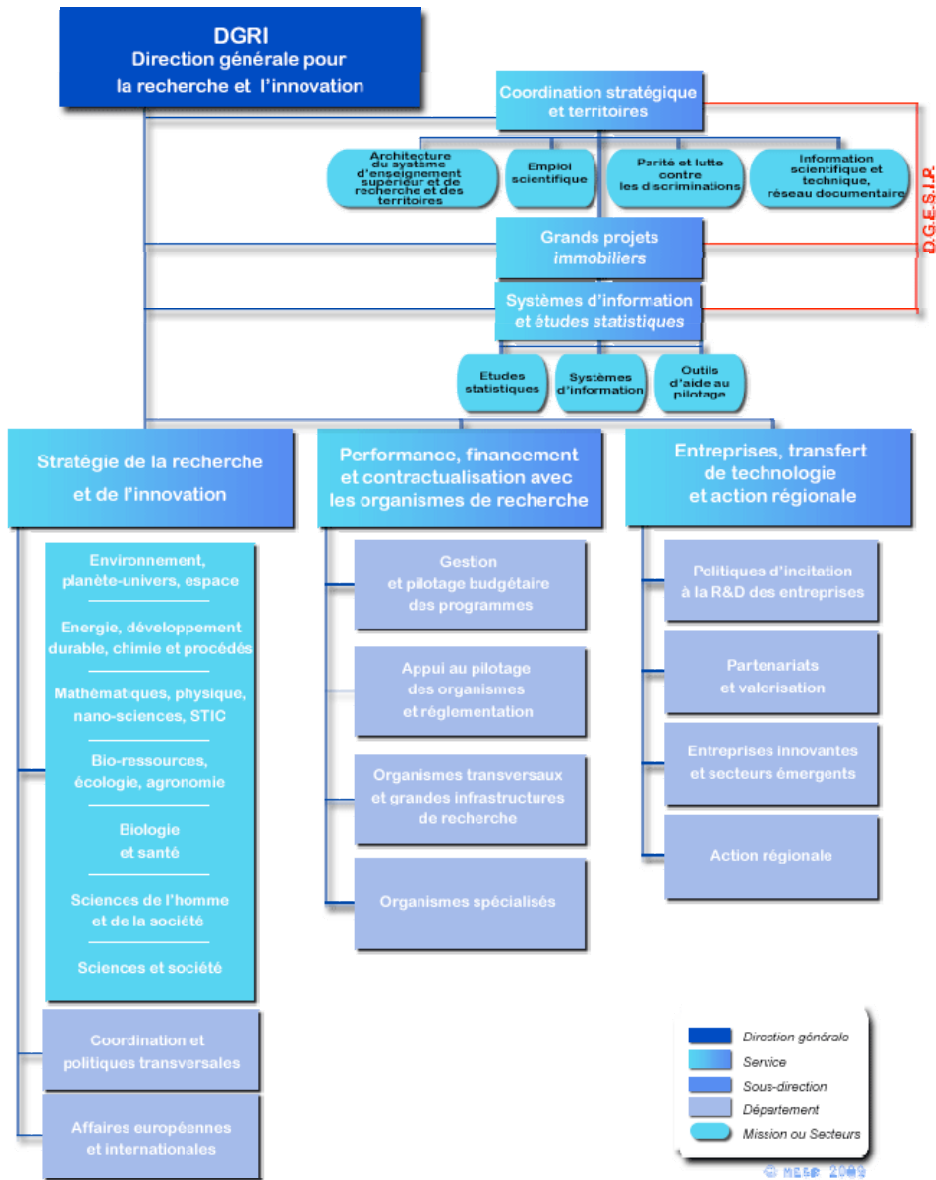 DGRI
Direction générale pour
la recherche et l'innovation
Coordination stratégique
et territoires
Architecture
du système
d'enseignement
supérieur et de
recherche et des
territoires
Emploi
scientifique
Parité et lutte
contre
les discriminations
Information
scientifique et
technique,
réseau documentaire
D.G.E.S.I.P.
Grands projets
immobiliers
Systèmes d'information
et études statistiques
Etudes
statistiques
Systèmes
d'information
Outils
d'aide au
pilotage
Stratégie de la recherche
et de l'innovation
Performance, financement
et contractualisation avec
les organismes de recherche
Entreprises, transfert
de technologie
et action régionale
Environnement,
planète-univers, espace
Energie, développement
durable, chimie et procédés
Mathématiques, physique,
nano-sciences, STIC
Bio-ressources,
écologie, agronomie
Biologie
et santé
Sciences de l'homme
et de la société
Sciences et société
Coordination et
politiques transversales
Affaires européennes
et internationales
Gestion
et pilotage budgétaire
des programmes
Appui au pilotage
des organismes
et réglementation
Organismes transversaux
et grandes infrastructures
de recherche
Organismes spécialisés
Politiques d'incitation
à la R&D des entreprises
Partenariats
et valorisation
Entreprises innovantes
et secteurs émergents
Action régionale
Direction générale
Service
Sous-direction
Département
Mission ou Secteurs
© MESR 2009